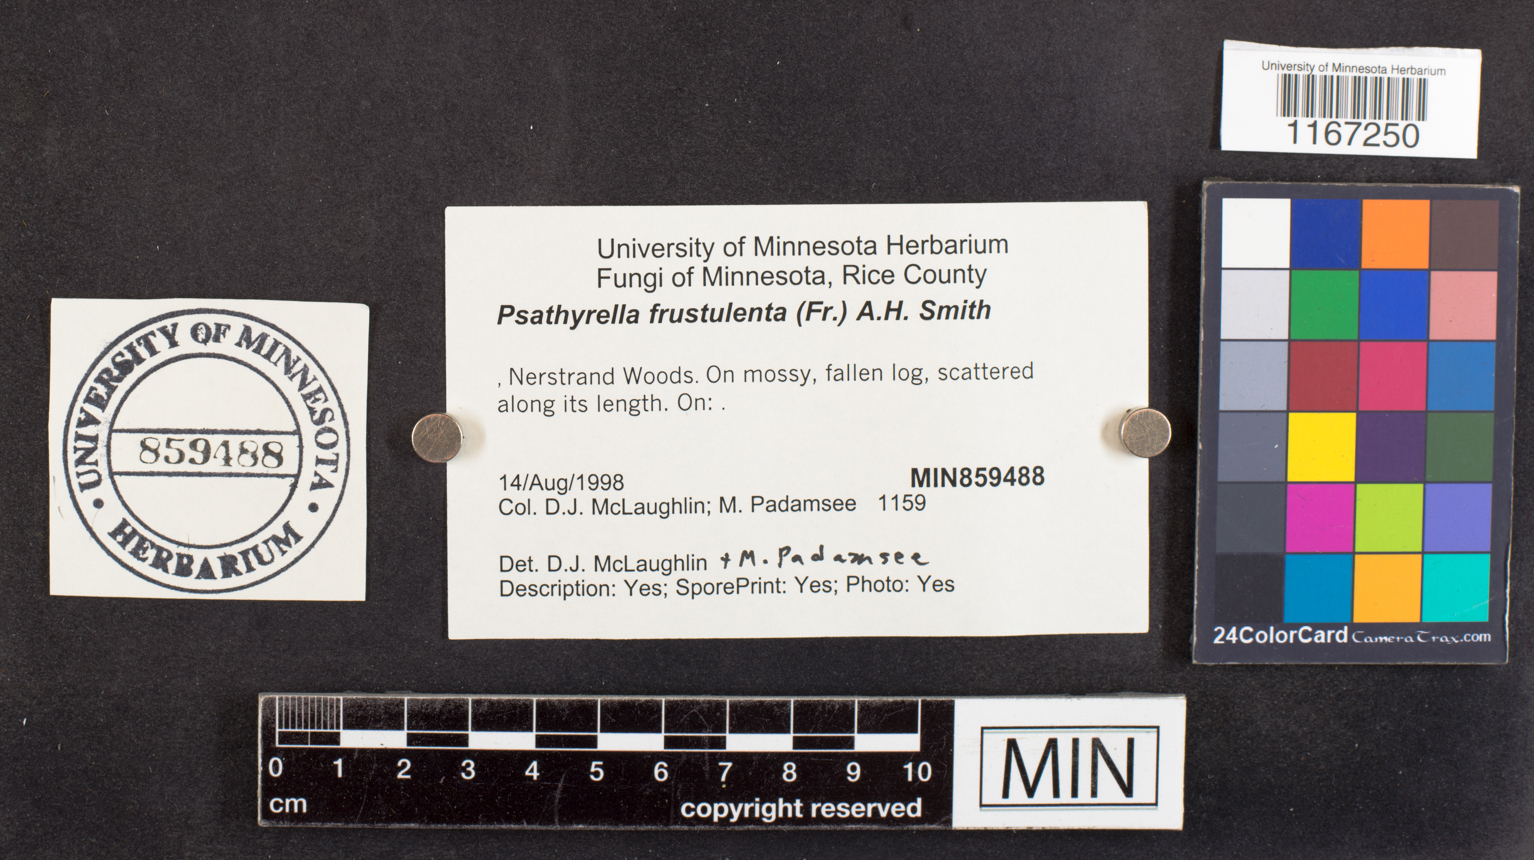 University of Minnesota Herbarium
1167250
University of Minnesota Herbarium
Fungi of Minnesota, Rice County
Psathyrella frustulenta (Fr.) A.H. Smith
, Nerstrand Woods. On mossy, fallen log, scattered
along its length. On: .
14/Aug/1998
MIN859488
Col. D.J. McLaughlin; M. Padamsee 1159
Det. D.J. McLaughlin + M. Padamsee
Description: Yes; SporePrint: Yes; Photo: Yes
• UNIVERSITY OF MINNESOTA •
859488
HERBARIUM
24ColorCard CameraTrax.com
0 1 2 3 4 5 6 7 8 9 10
cm
copyright reserved
MIN